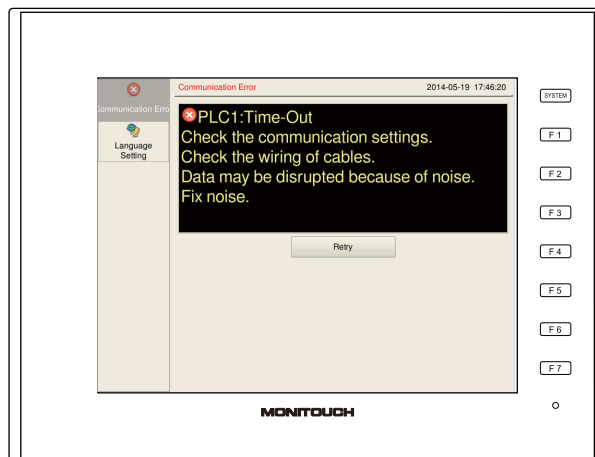 Communication Error
2014-05-19 17:46:20
SYSTEM
Communication Erro
PLC1:Time-Out
Check the communication settings.
Check the wiring of cables.
Data may be disrupted because of noise.
Fix noise.
Language
Setting
Retry
F 1
F 2
F 3
F 4
F 5
F 6
F 7
MONITOUCH